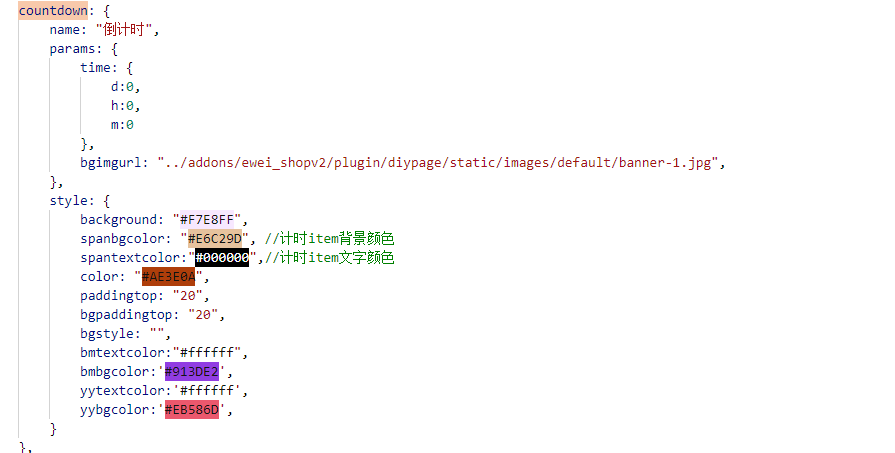 countdown: {
    name: "倒计时",
    params: {
        time: {
            d:0,
            h:0,
            m:0
        },
        bgimgurl: "../addons/ewei_shopv2/plugin/diypage/static/images/default/banner-1.jpg",
    },
    style: {
        background: "#F7E8FF",
        spanbgcolor: "#E6C29D", //计时item背景颜色
        spantextcolor:"#000000",//计时item文字颜色
        color: "#AE3E0A",
        paddingtop: "20",
        bgpaddingtop: "20",
        bgstyle: "",
        bmtextcolor:"#ffffff",
        bmbgcolor:'#913DE2',
        yytextcolor:'#ffffff',
        yybgcolor:'#EB586D',
    }
},